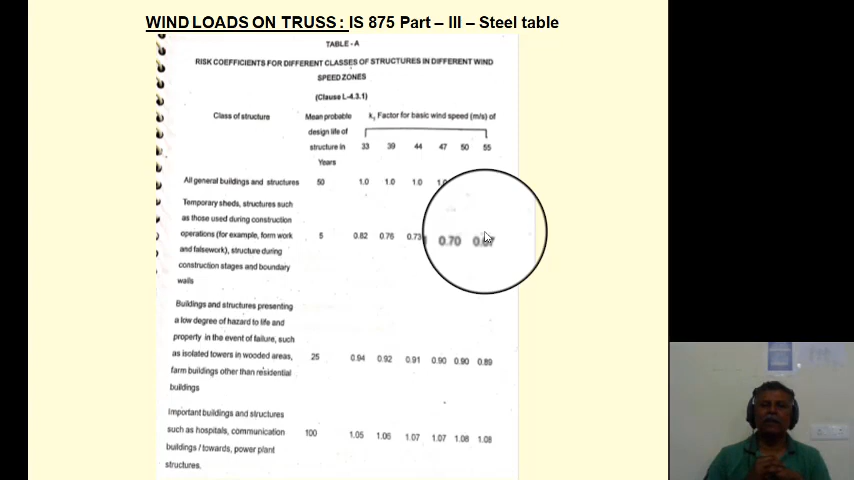 WIND LOADS ON TRUSS : IS 875 Part – III – Steel table
TABLE - A
RISK COEFFICIENTS FOR DIFFERENT CLASSES OF STRUCTURES IN DIFFERENT WIND
SPEED ZONES
(Clause L-4.3.1)
Class of structure Mean probable design life of structure in Years k, Factor for basic wind speed (m/s) of
33 39 44 47 50 55
All general buildings and structures 50 1.0 1.0 1.0
Temporary sheds, structures such
as those used during construction
operations (for example, form work 5 0.82 0.76 0.73 0.70
and falsework), structure during
construction stages and boundary
walls
Buildings and structures presenting
a low degree of hazard to life and
property in the event of failure, such
as isolated towers in wooded areas, 25 0.94 0.92 0.91 0.90 0.90 0.89
farm buildings other than residential
buildings
Important buildings and structures
such as hospitals, communication
buildings / towards, power plant 100 1.05 1.06 1.07 1.07 1.08 1.08
structures.